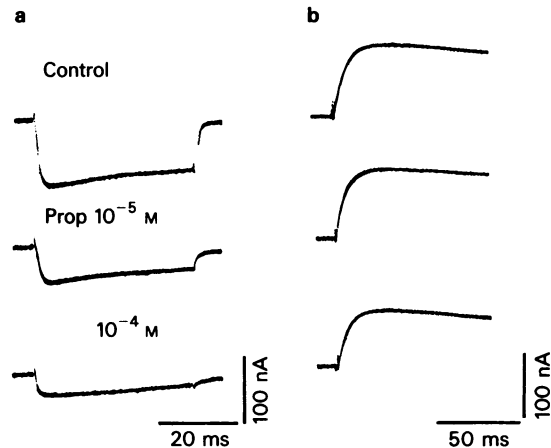 a
b
Control
Prop 10⁻⁵ M
10⁻⁴ M
100 nA
100 nA
20 ms
50 ms